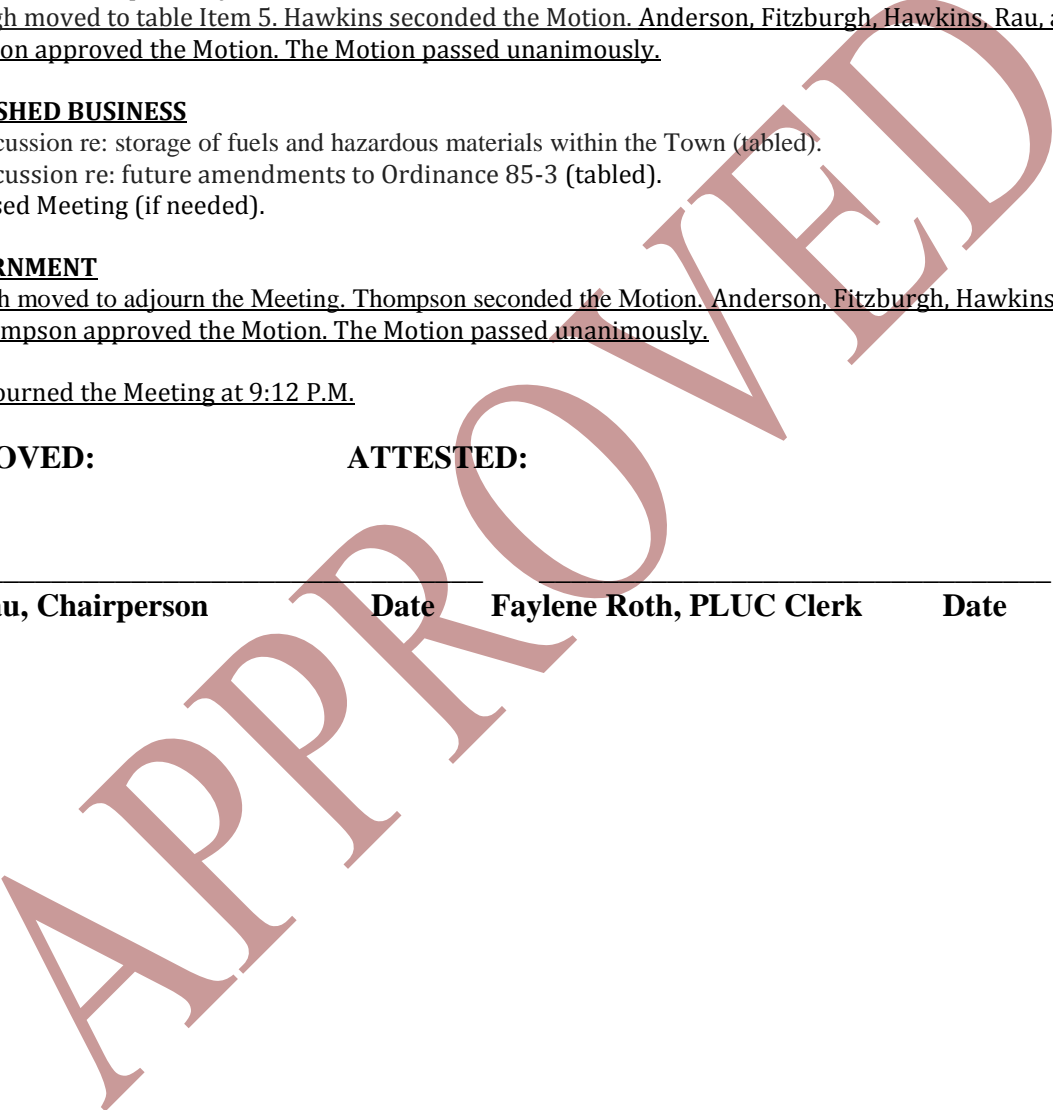 gh moved to table Item 5. Hawkins seconded the Motion. Anderson, Fitzburgh, Hawkins, Rau, a
on approved the Motion. The Motion passed unanimously.
SHED BUSINESS
cussion re: storage of fuels and hazardous materials within the Town (tabled).
cussion re: future amendments to Ordinance 85-3 (tabled).
sed Meeting (if needed).
RNMENT
h moved to adjourn the Meeting. Thompson seconded the Motion. Anderson, Fitzburgh, Hawkins
ompson approved the Motion. The Motion passed unanimously.
ourned the Meeting at 9:12 P.M.
OVED: ATTESTED:
au, Chairperson Date Faylene Roth, PLUC Clerk Date
APPROVED